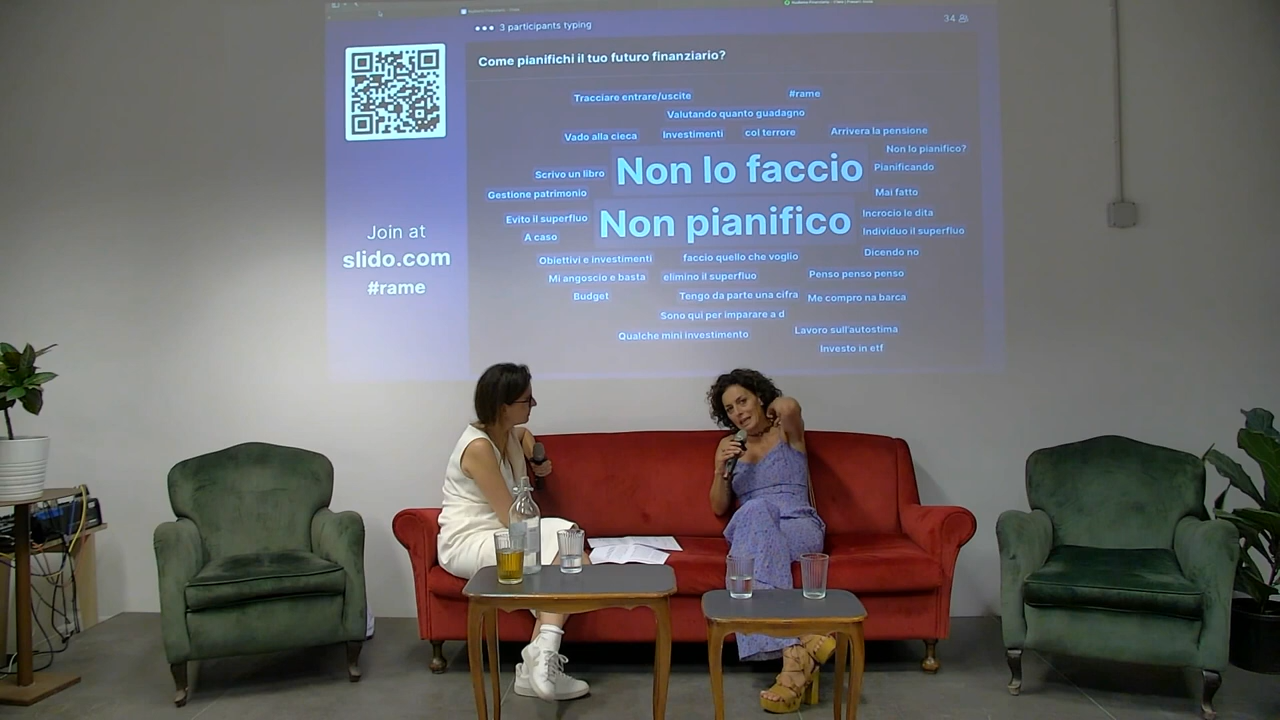 3 participants typing
34
Come pianifichi il tuo futuro finanziario?
Tracciare entrare/uscite
#rame
Valutando quanto guadagno
Vado alla cieca
Investimenti
col terrore
Arrivera la pensione
Non lo pianifico?
Non lo faccio
Pianificando
Scrivo un libro
Gestione patrimonio
Mai fatto
Evito il superfluo
Non pianifico
Incrocio le dita
A caso
Individuo il superfluo
Dicendo no
Obiettivi e investimenti
faccio quello che voglio
Mi angoscio e basta
elimino il superfluo
Penso penso penso
Budget
Tengo da parte una cifra
Me compro na barca
Sono qui per imparare a d
Qualche mini investimento
Lavoro sull'autostima
Investo in etf
Join at
slido.com
#rame